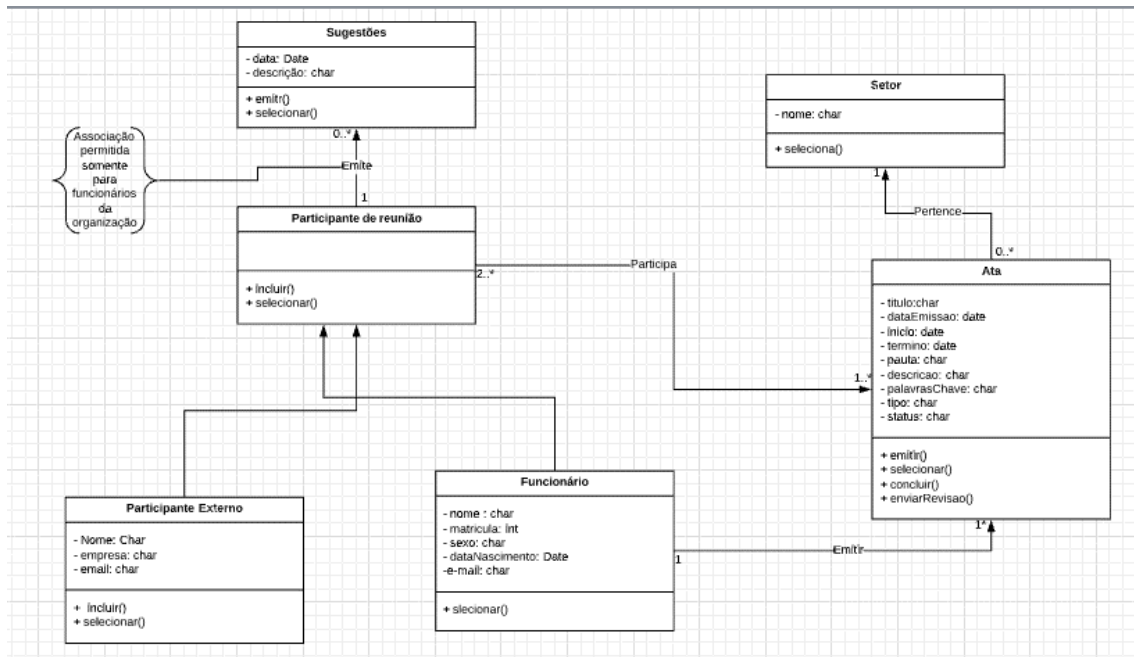 Sugestões
- data: Date
- descrição: char
+ emitr()
+ selecionar()
0..*
Associação
permitida
somente
para
funcionários
da
organização
Emite
1
Participante de reunião
+ incluir()
+ selecionar()
2..*
Participa
1..*
Setor
- nome: char
+ seleciona()
1
Pertence
0..*
Ata
- titulo:char
- dataEmissao: date
- inicio: date
- termino: date
- pauta: char
- descricao: char
- palavrasChave: char
- tipo: char
- status: char
+ emitir()
+ selecionar()
+ concluir()
+ enviarRevisao()
1*
Emitir
1
Funcionário
- nome : char
- matricula: int
- sexo: char
- dataNascimento: Date
-e-mail: char
+ slecionar()
Participante Externo
- Nome: Char
- empresa: char
- email: char
+ incluir()
+ selecionar()